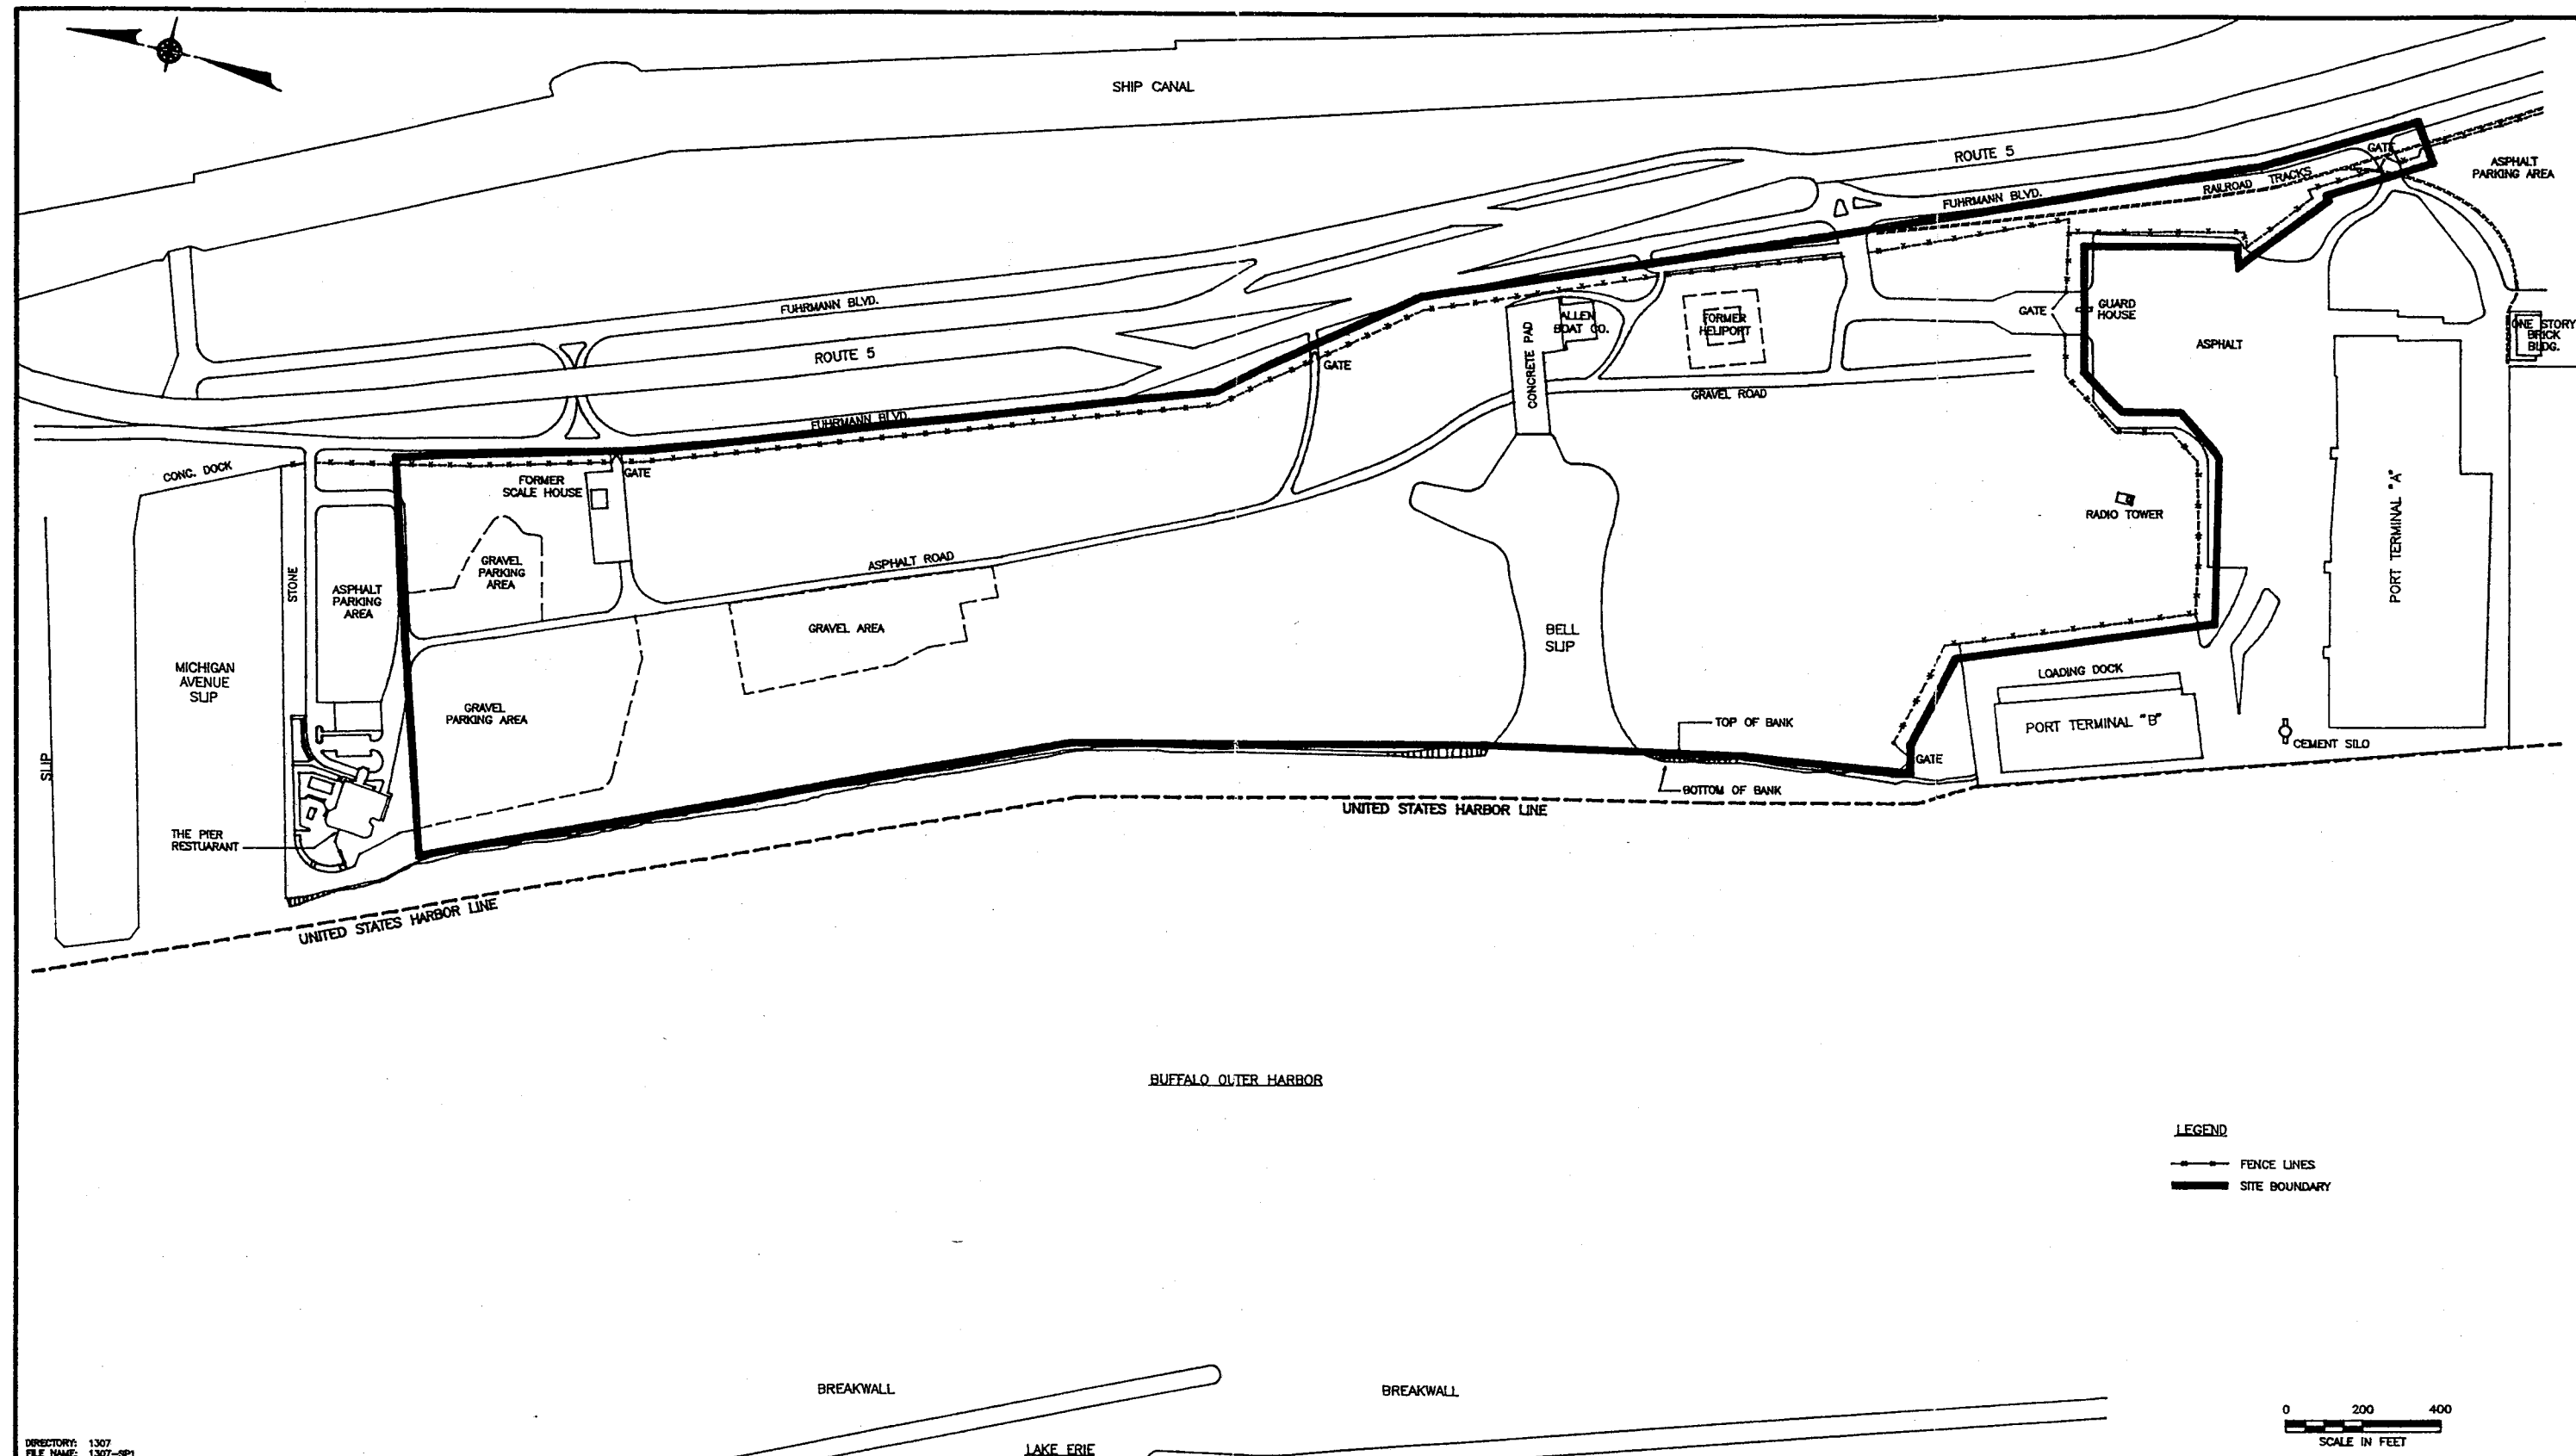 SHIP CANAL
ROUTE 5
GATE
ASPHALT
PARKING AREA
RAILROAD TRACKS
FUHRMANN BLVD.
FUHRMANN BLVD.
ROUTE 5
GATE
GUARD
HOUSE
ASPHALT
ONE STORY
BRICK
BLDG.
ALLEN
BOAT CO.
FORMER
HELIPORT
GATE
CONCRETE PAD
GRAVEL ROAD
FUHRMANN BLVD.
CONC. DOCK
FORMER
SCALE HOUSE
GATE
RADIO TOWER
PORT TERMINAL "A"
STONE
ASPHALT
PARKING
AREA
GRAVEL
PARKING
AREA
ASPHALT ROAD
GRAVEL AREA
BELL
SLIP
MICHIGAN
AVENUE
SLIP
SLIP
GRAVEL
PARKING AREA
LOADING DOCK
PORT TERMINAL "B"
TOP OF BANK
CEMENT SILO
GATE
BOTTOM OF BANK
THE PIER
RESTUARANT
UNITED STATES HARBOR LINE
UNITED STATES HARBOR LINE
BUFFALO OUTER HARBOR
LEGEND
FENCE LINES
SITE BOUNDARY
BREAKWALL
BREAKWALL
LAKE ERIE
0 200 400
SCALE IN FEET
DIRECTORY: 1307
FILE NAME: 1307-SP1